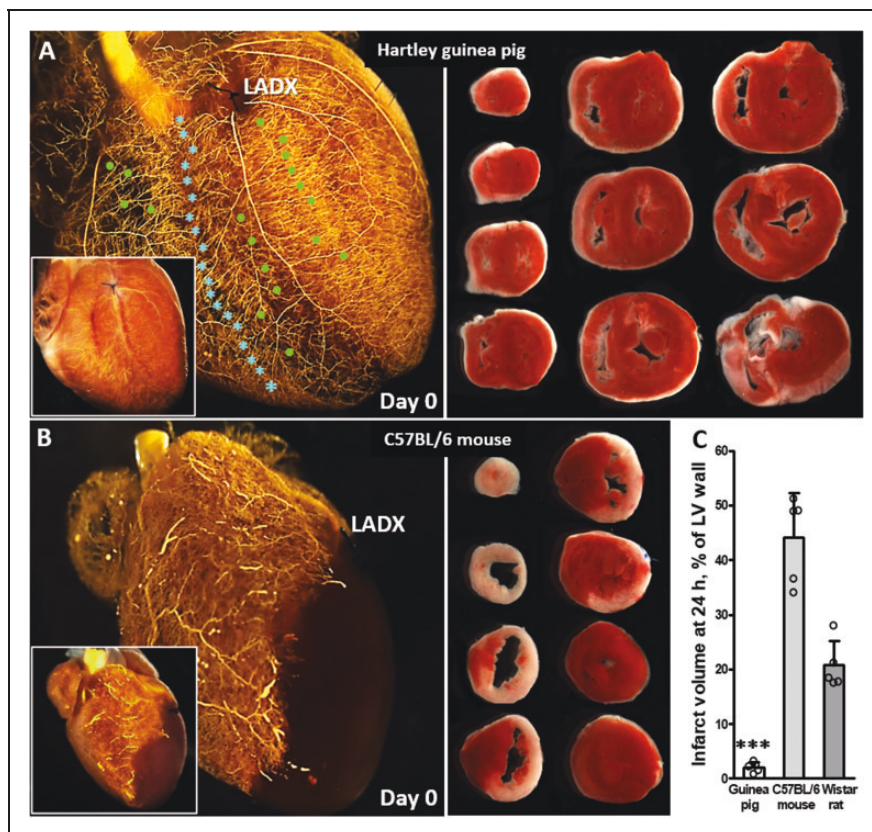 A
Hartley guinea pig
LADX
Day 0
B
C57BL/6 mouse
LADX
Day 0
C
Infarct volume at 24 h, % of LV wall
60
50
40
30
20
10
0
***
Guinea C57BL/6 Wistar
pig mouse rat